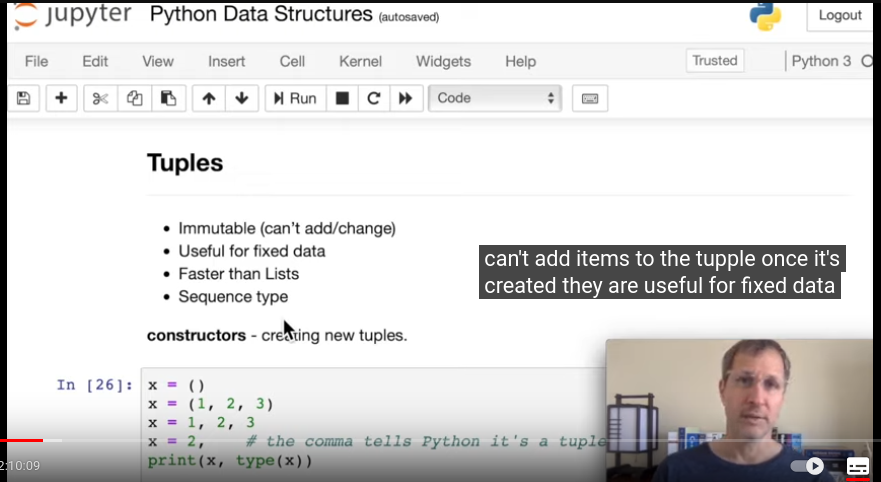 jupyter Python Data Structures (autosaved)
Logout
File Edit View Insert Cell Kernel Widgets Help
Trusted Python 3
Run Code
Tuples
Immutable (can't add/change)
Useful for fixed data
Faster than Lists
Sequence type
can't add items to the tupple once it's
created they are useful for fixed data
constructors - creating new tuples.
In [26]: x = ()
x = (1, 2, 3)
x = 1, 2, 3
x = 2, # the comma tells Python it's a tuple
print(x, type(x))
2:10:09